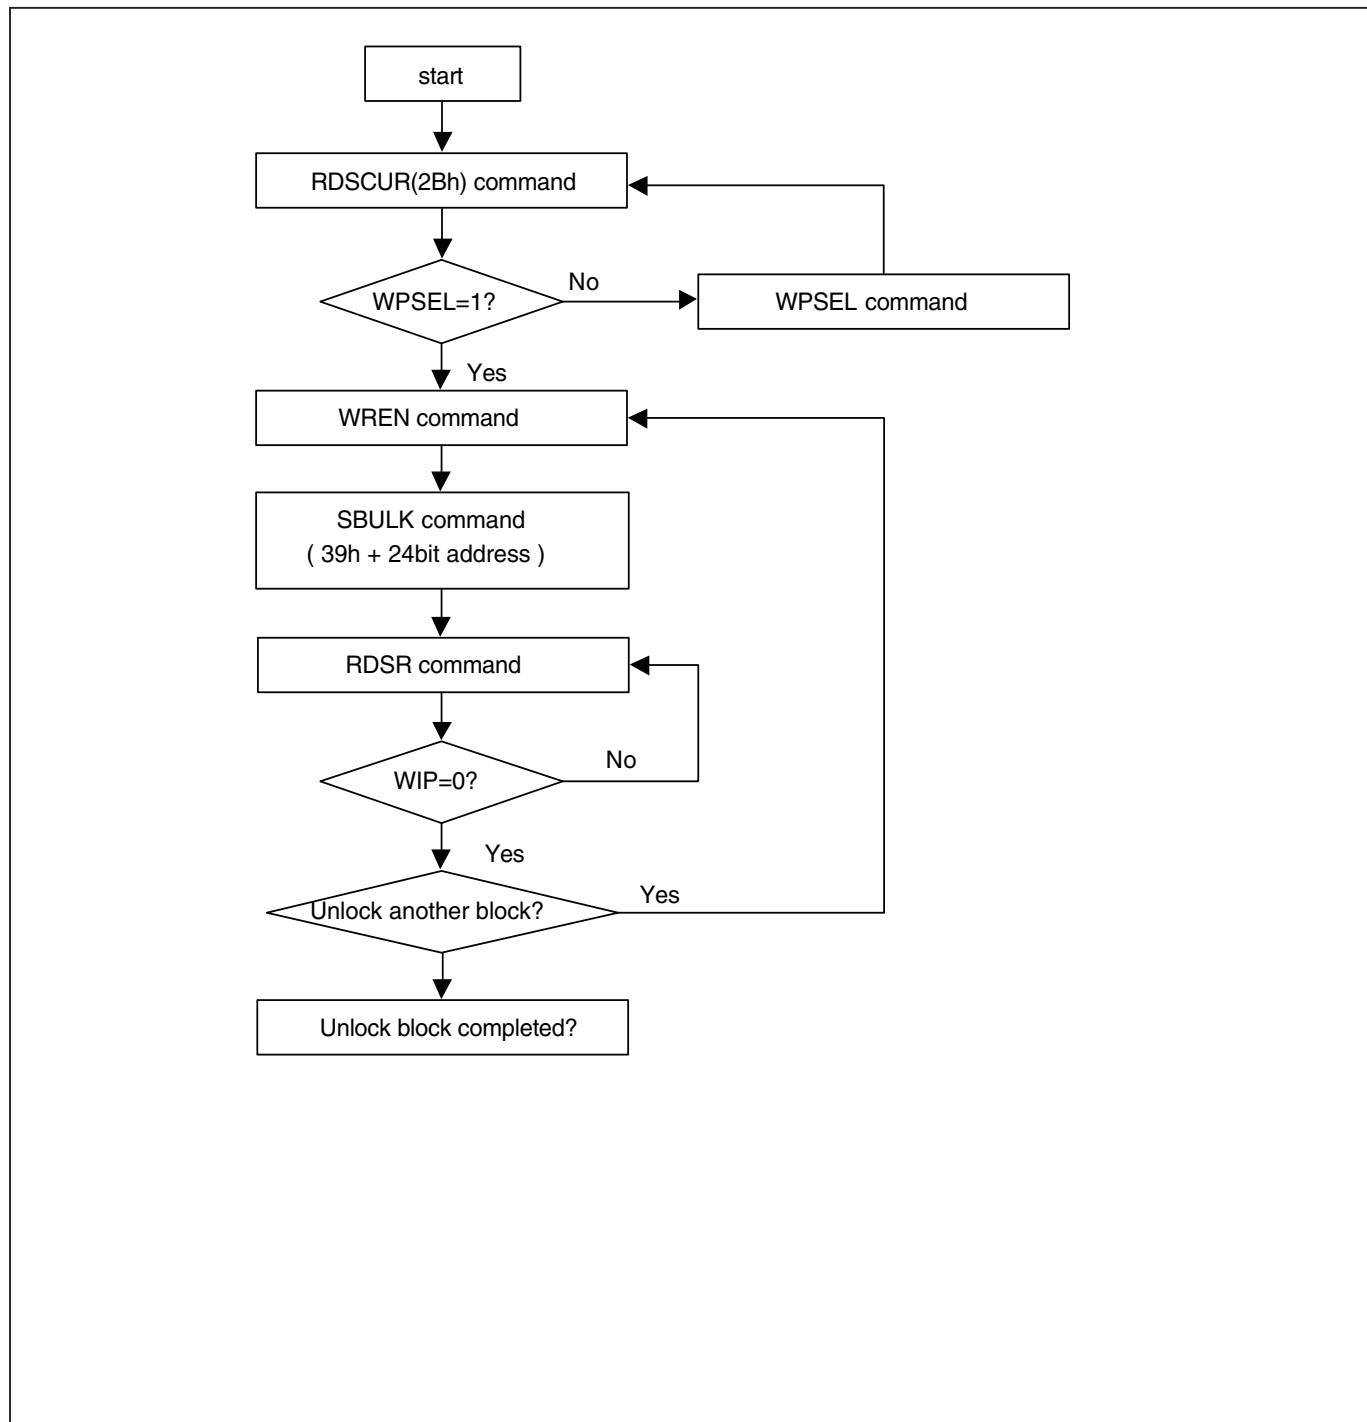 start
RDSCUR(2Bh) command
WPSEL=1?
No
WPSEL command
Yes
WREN command
SBULK command
( 39h + 24bit address )
RDSR command
WIP=0?
No
Yes
Unlock another block?
Yes
Unlock block completed?